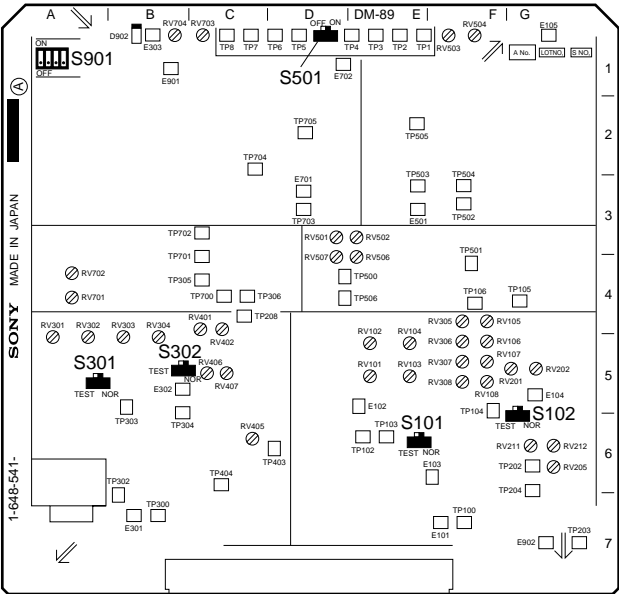 A B C D DM-89 E F G
D902 RV704 RV703 OFF ON RV504 E105
E303 TP8 TP7 TP6 TP5 TP4 TP3 TP2 TP1 RV503 A No. LOTNO. S NO.
ON
S901
OFF
S501
E901 E702 1
A
TP705 TP505 2
TP704
E701 TP503 TP504
TP703 E501 TP502 3
TP702 RV501 RV502
TP701 RV507 RV506 TP501
RV702 TP305 TP500
RV701 TP700 TP306 TP506 TP106 TP105 4
TP208
RV301 RV302 RV303 RV304 RV401 RV402 RV102 RV104 RV305 RV105
RV306 RV106
S301 S302 RV406 RV101 RV103 RV307 RV107 RV202 5
TEST NOR TEST NOR RV407 RV308 RV201
E302 RV108 E104
TP303 TP304 E102 TP104 S102
TEST NOR
RV405 TP103 S101
TP102 TEST NOR RV211 RV212 6
TP403 TP202 RV205
TP404 E103
TP302 TP204
TP300 TP100
E301 E101 E902 TP203 7
SONY MADE IN JAPAN
1-648-541-